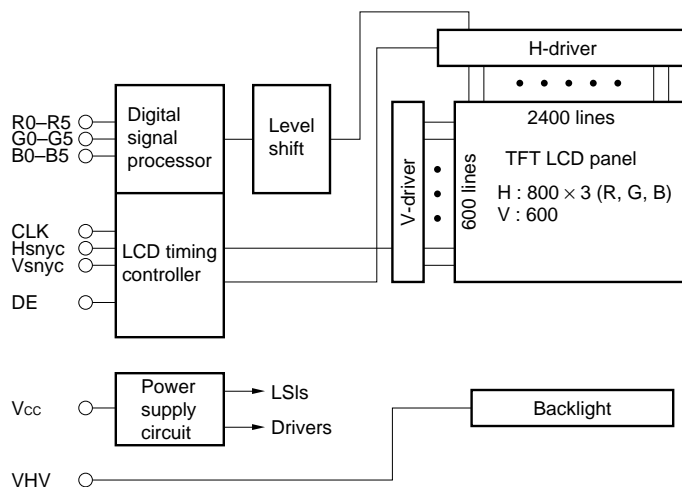 H-driver
R0–R5
G0–G5
B0–B5
Digital
signal
processor
Level
shift
V-driver
600 lines
2400 lines
TFT LCD panel
H : 800 × 3 (R, G, B)
V : 600
CLK
Hsnyc
Vsnyc
DE
LCD timing
controller
Vcc
Power
supply
circuit
LSIs
Drivers
Backlight
VHV